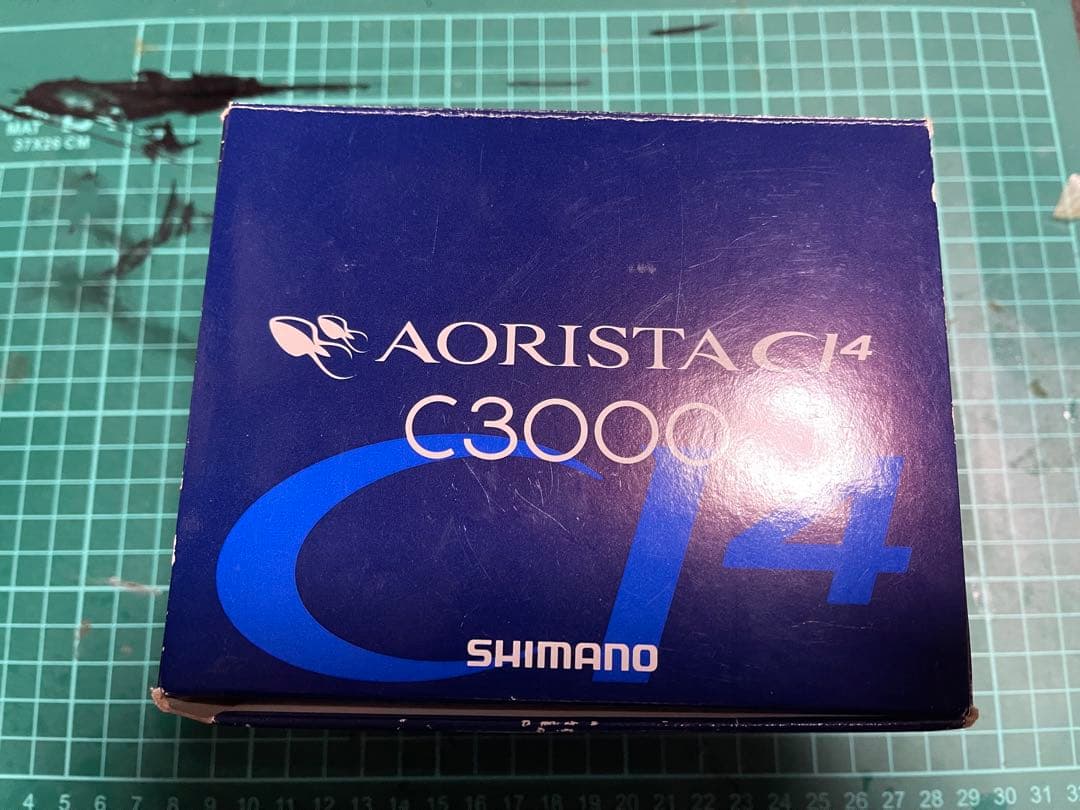 MAT
37X26 CM
AORISTA CI4
C3000
CI4
SHIMANO
4 5 6 7 8 9 10 11 12 13 14 15 16 17 18 19 20 21 22 23 24 25 26 27 28 29 30 31